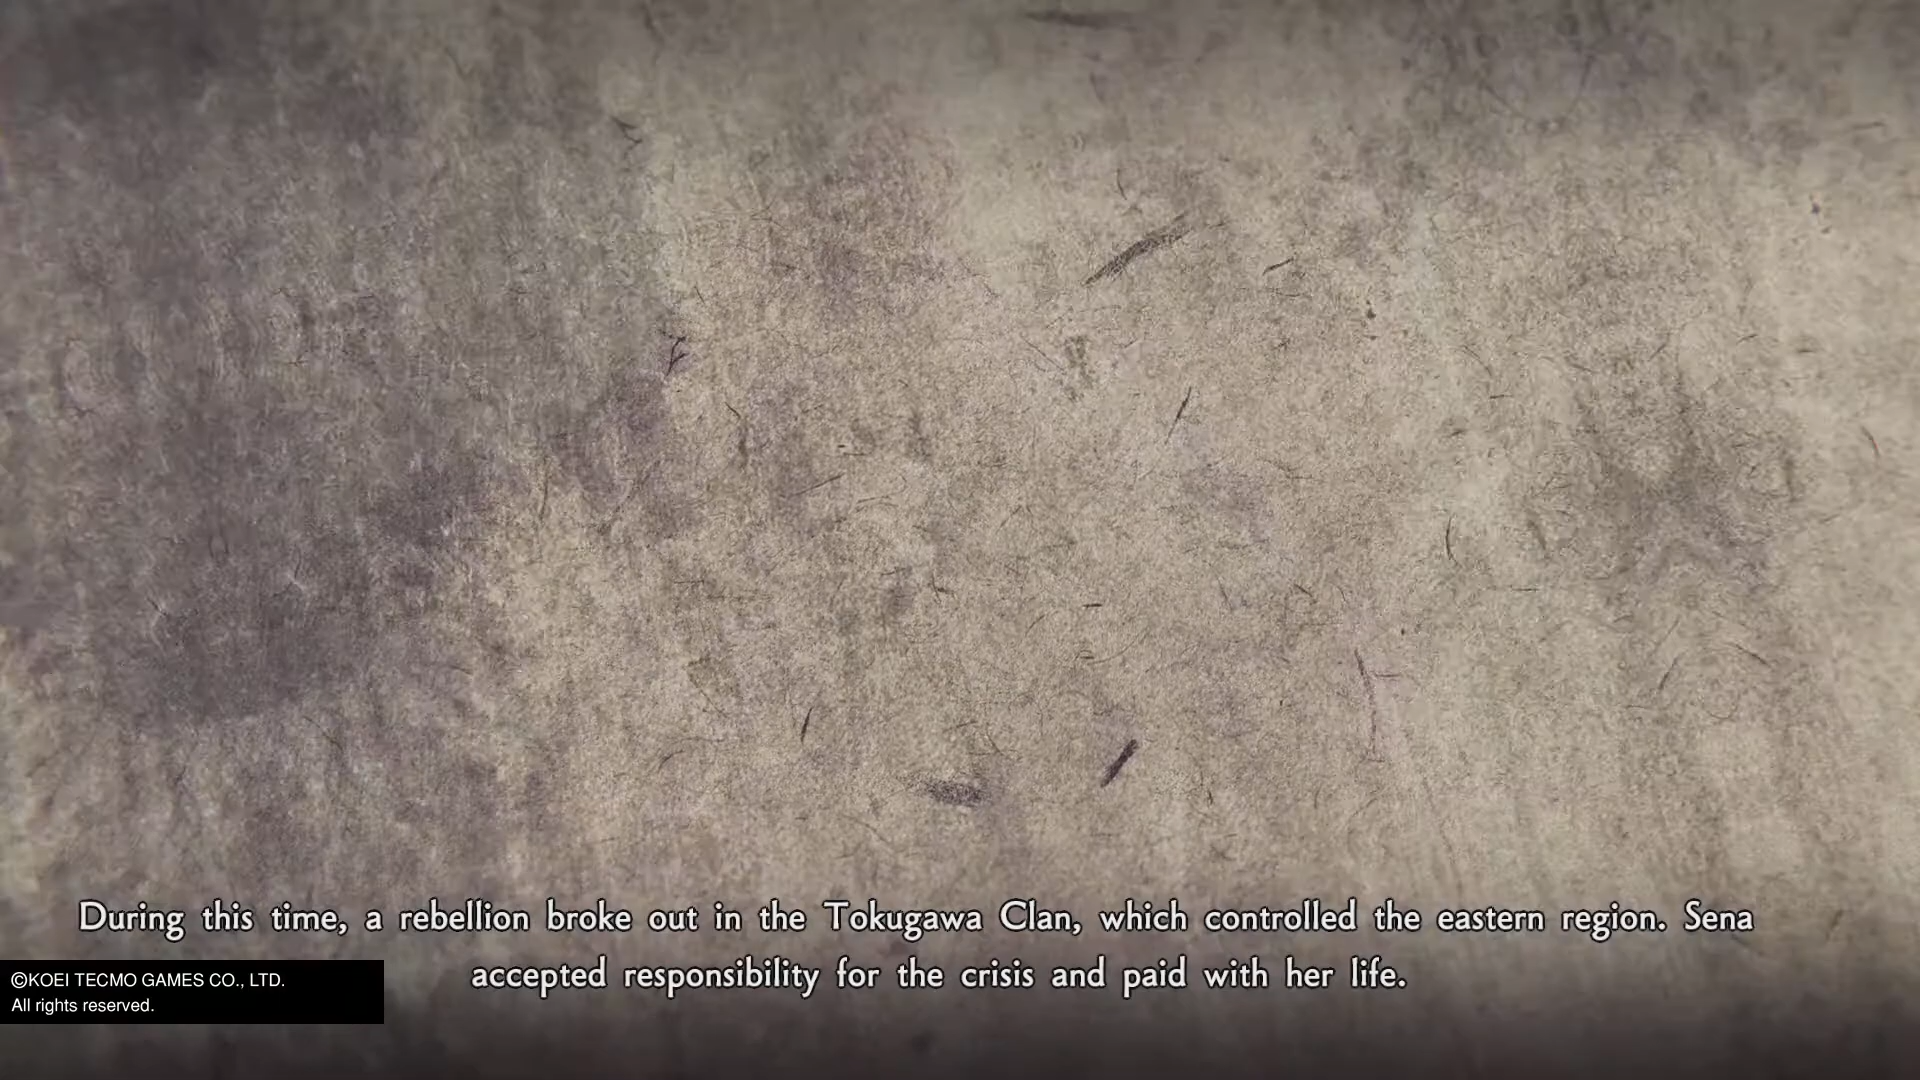 During this time, a rebellion broke out in the Tokugawa Clan, which controlled the eastern region. Sena
accepted responsibility for the crisis and paid with her life.
©KOEI TECMO GAMES CO., LTD.
All rights reserved.